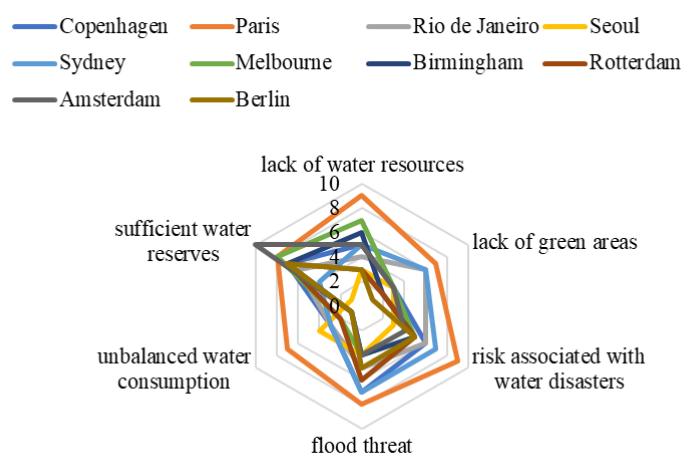 Copenhagen Paris Rio de Janeiro Seoul
Sydney Melbourne Birmingham Rotterdam
Amsterdam Berlin
lack of water resources
10
8
6
4
2
0
sufficient water
reserves
lack of green areas
unbalanced water
consumption
risk associated with
water disasters
flood threat